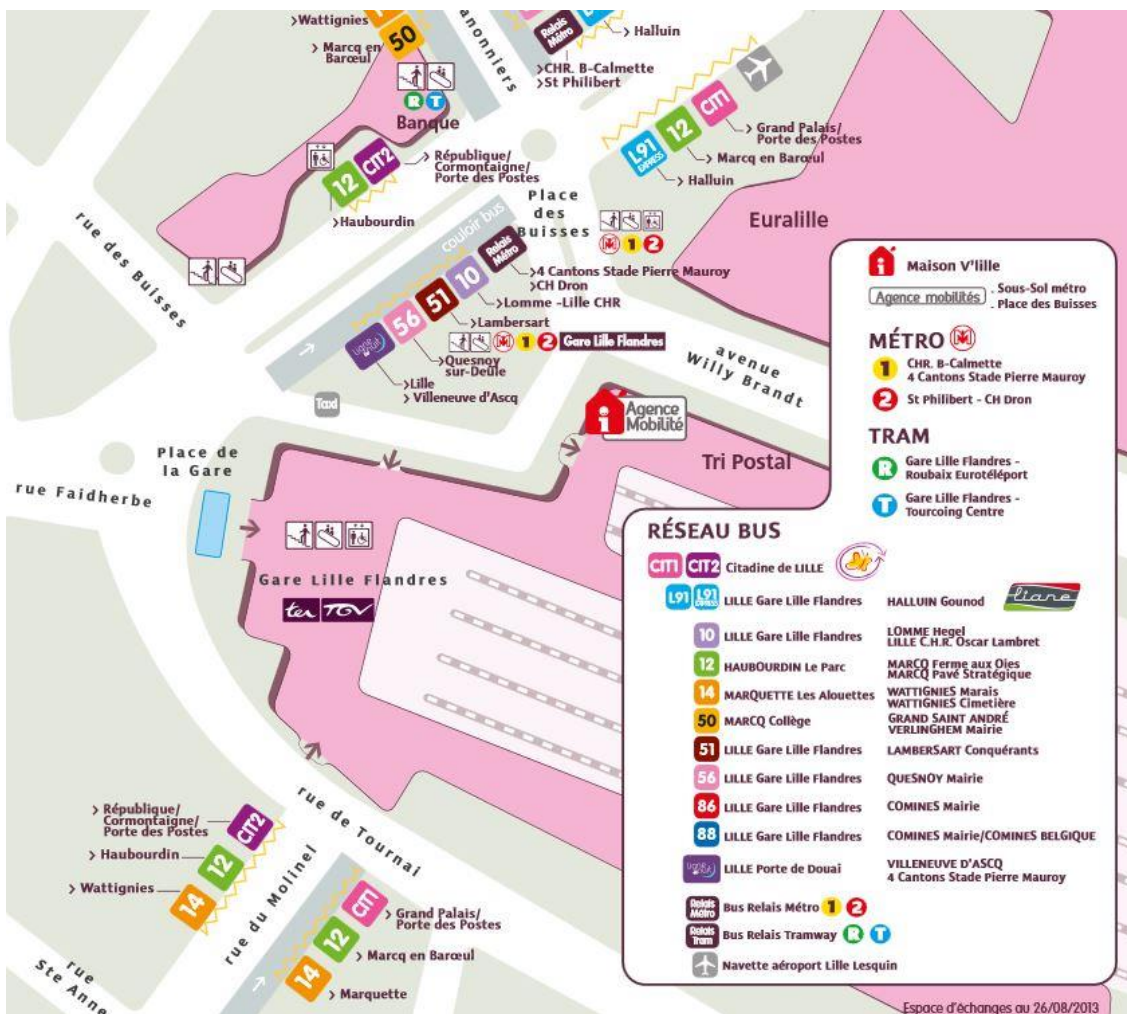 > Wattignies
> Marcq en
Barœul
50
anonniers
Relais
Métro
> Halluin
>CHR. B-Calmette
>St Philibert
R T
Banque
12 CIT2
> République/
Cormontaigne/
Porte des Postes
>Haubourdin
L91
EXPRESS
12
CIT1
> Grand Palais/
Porte des Postes
> Marcq en Barœul
> Halluin
Place
des
Buisses
1 2
Euralille
rue des Buisses
couloir bus
Relais
Métro
10
51
56
>4 Cantons Stade Pierre Mauroy
>CH Dron
> Lomme -Lille CHR
>Lambersart
1 2 Gare Lille Flandres
>Quesnoy
sur-Deûle
>Lille
> Villeneuve d'Ascq
Taxi
avenue
Willy Brandt
i Agence
Mobilité
Tri Postal
Place de
la Gare
rue Faidherbe
Gare Lille Flandres
ter TGV
rue de Tournai
> République/
Cormontaigne/
Porte des Postes
CIT2
> Haubourdin
12
> Wattignies
14
rue du Molinel
rue
Ste Anne
CIT1
> Grand Palais/
Porte des Postes
12
> Marcq en Barœul
14
> Marquette
i Maison V'lille
Agence mobilités . Sous-Sol métro
. Place des Buisses
MÉTRO M
1 CHR. B-Calmette
4 Cantons Stade Pierre Mauroy
2 St Philibert - CH Dron
TRAM
R Gare Lille Flandres -
Roubaix Eurotéléport
T Gare Lille Flandres -
Tourcoing Centre
RÉSEAU BUS
CIT1 CIT2 Citadine de LILLE
L91 L91 EXPRESS LILLE Gare Lille Flandres HALLUIN Gounod liane
10 LILLE Gare Lille Flandres LOMME Hegel
LILLE C.H.R. Oscar Lambret
12 HAUBOURDIN Le Parc MARCQ Ferme aux Oies
MARCQ Pavé Stratégique
14 MARQUETTE Les Alouettes WATTIGNIES Marais
WATTIGNIES Cimetière
50 MARCQ Collège GRAND SAINT ANDRÉ
VERLINGHEM Mairie
51 LILLE Gare Lille Flandres LAMBERSART Conquérants
56 LILLE Gare Lille Flandres QUESNOY Mairie
86 LILLE Gare Lille Flandres COMINES Mairie
88 LILLE Gare Lille Flandres COMINES Mairie/COMINES BELGIQUE
LILLE Porte de Douai VILLENEUVE D'ASCQ
4 Cantons Stade Pierre Mauroy
Relais Métro Bus Relais Métro 1 2
Relais Tram Bus Relais Tramway R T
Navette aéroport Lille Lesquin
Espace d'échanges au 26/08/2013